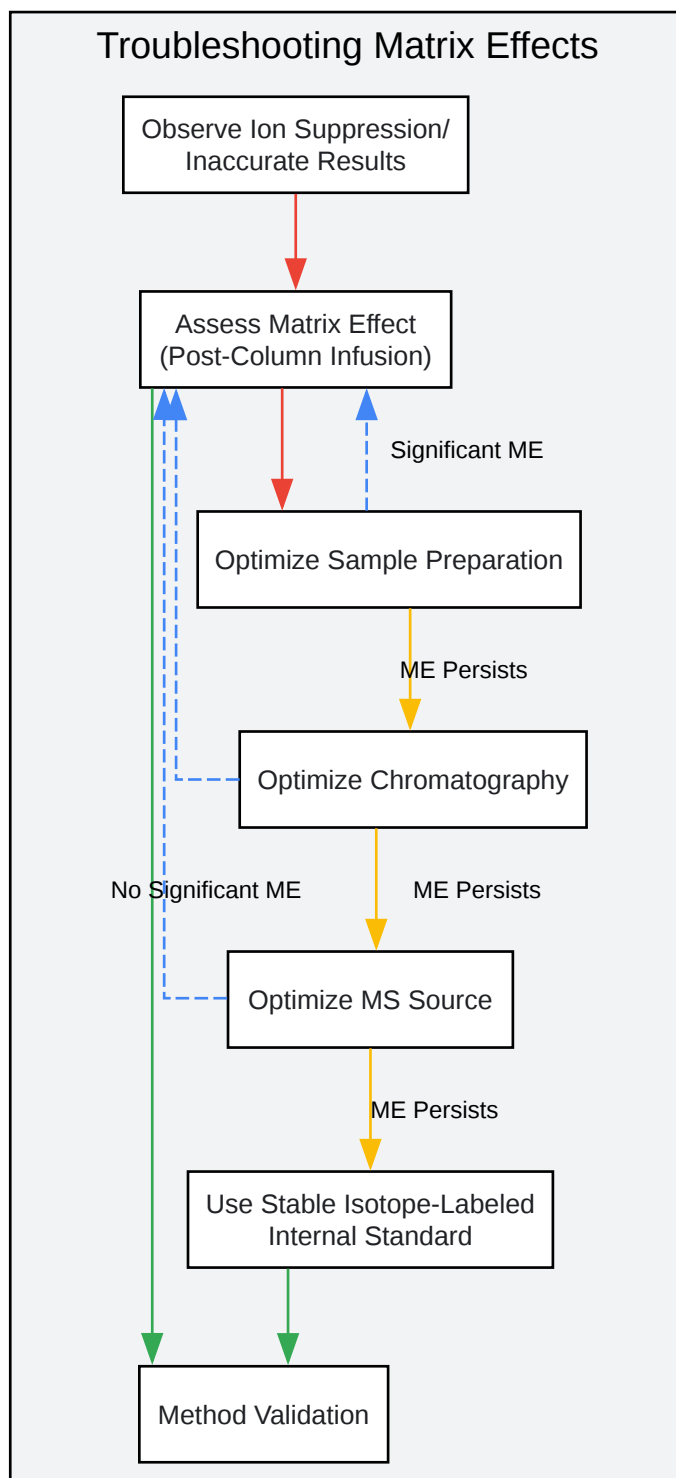 Troubleshooting Matrix Effects
Observe Ion Suppression/
Inaccurate Results
Assess Matrix Effect
(Post-Column Infusion)
Significant ME
Optimize Sample Preparation
ME Persists
Optimize Chromatography
No Significant ME
ME Persists
Optimize MS Source
ME Persists
Use Stable Isotope-Labeled
Internal Standard
Method Validation